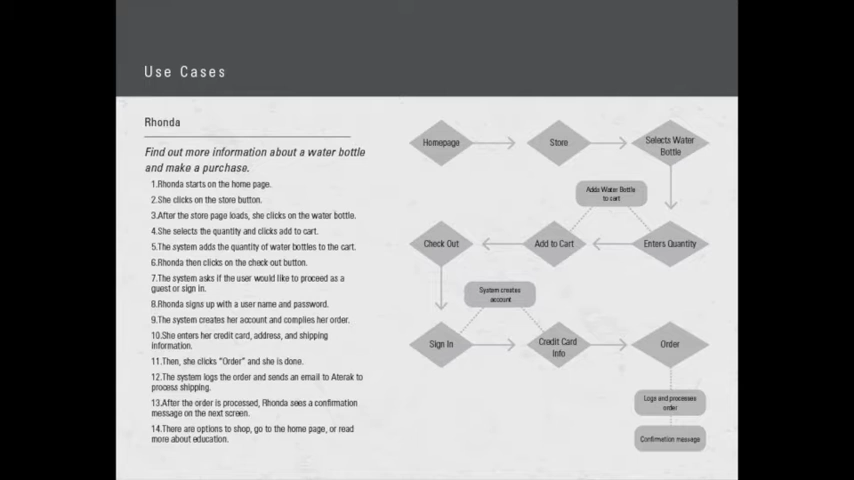 Use Cases
Rhonda
Find out more information about a water bottle
and make a purchase.
1.Rhonda starts on the home page.
2.She clicks on the store button.
3.After the store page loads, she clicks on the water bottle.
4.She selects the quantity and clicks add to cart.
5.The system adds the quantity of water bottles to the cart.
6.Rhonda then clicks on the check-out button.
7.The system asks if the user would like to proceed as a
guest or sign in.
8.Rhonda signs up with a user name and password.
9.The system creates her account and complies her order.
10.She enters her credit card, address, and shipping
information.
11.Then, she clicks "Order" and she is done.
12.The system logs the order and sends an email to Aterak to
process shipping.
13.After the order is processed, Rhonda sees a confirmation
message on the next screen.
14.There are options to shop, go to the home page, or read
more about education.
Homepage
Store
Selects Water
Bottle
Adds Water Bottle
to cart
Check Out
Add to Cart
Enters Quantity
System creates
account
Sign In
Credit Card
Info
Order
Logs and processes
order
Confirmation message